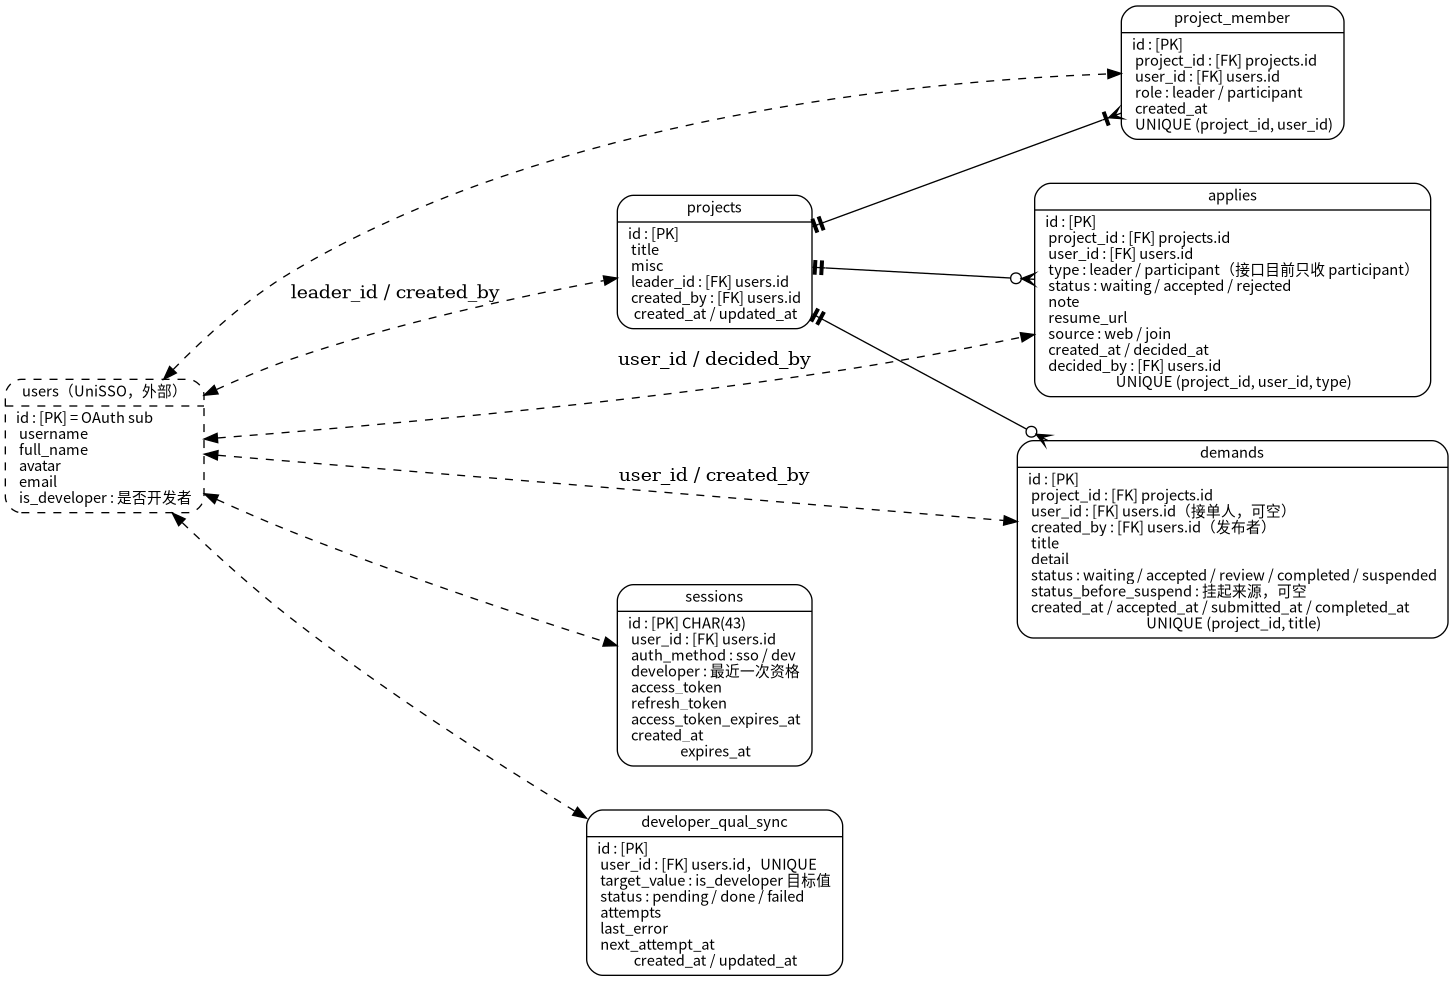 project_member
id : [PK]
project_id : [FK] projects.id
user_id : [FK] users.id
role : leader / participant
created_at
UNIQUE (project_id, user_id)
projects
id : [PK]
title
misc
leader_id : [FK] users.id
created_by : [FK] users.id
created_at / updated_at
applies
id : [PK]
project_id : [FK] projects.id
user_id : [FK] users.id
type : leader / participant（接口目前只收 participant）
status : waiting / accepted / rejected
note
resume_url
source : web / join
created_at / decided_at
decided_by : [FK] users.id
UNIQUE (project_id, user_id, type)
leader_id / created_by
user_id / decided_by
users（UniSSO，外部）
id : [PK] = OAuth sub
username
full_name
avatar
email
is_developer : 是否开发者
user_id / created_by
demands
id : [PK]
project_id : [FK] projects.id
user_id : [FK] users.id（接单人，可空）
created_by : [FK] users.id（发布者）
title
detail
status : waiting / accepted / review / completed / suspended
status_before_suspend : 挂起来源，可空
created_at / accepted_at / submitted_at / completed_at
UNIQUE (project_id, title)
sessions
id : [PK] CHAR(43)
user_id : [FK] users.id
auth_method : sso / dev
developer : 最近一次资格
access_token
refresh_token
access_token_expires_at
created_at
expires_at
developer_qual_sync
id : [PK]
user_id : [FK] users.id，UNIQUE
target_value : is_developer 目标值
status : pending / done / failed
attempts
last_error
next_attempt_at
created_at / updated_at